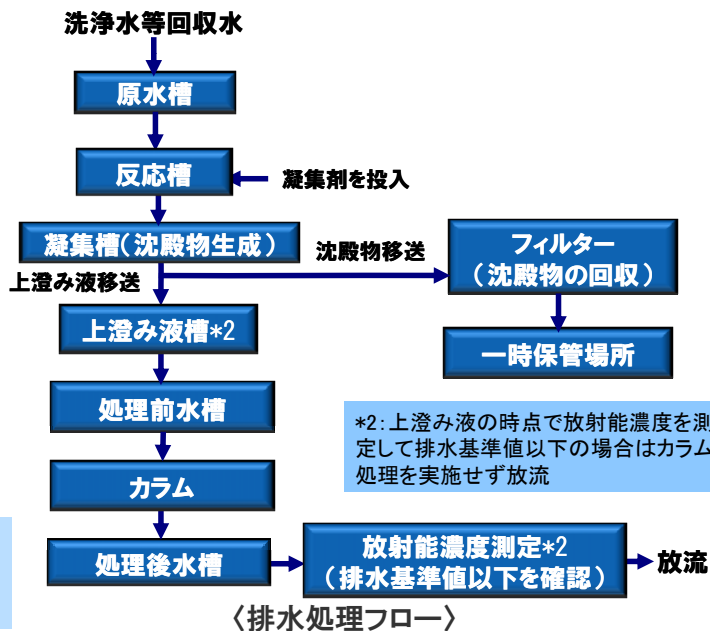 洗浄水等回収水
原水槽
反応槽
凝集剤を投入
凝集槽(沈殿物生成)
沈殿物移送
フィルター
(沈殿物の回収)
上澄み液移送
上澄み液槽*2
一時保管場所
処理前水槽
*2:上澄み液の時点で放射能濃度を測
定して排水基準値以下の場合はカラム
処理を実施せず放流
カラム
処理後水槽
放射能濃度測定*2
(排水基準値以下を確認)
放流
〈排水処理フロー〉